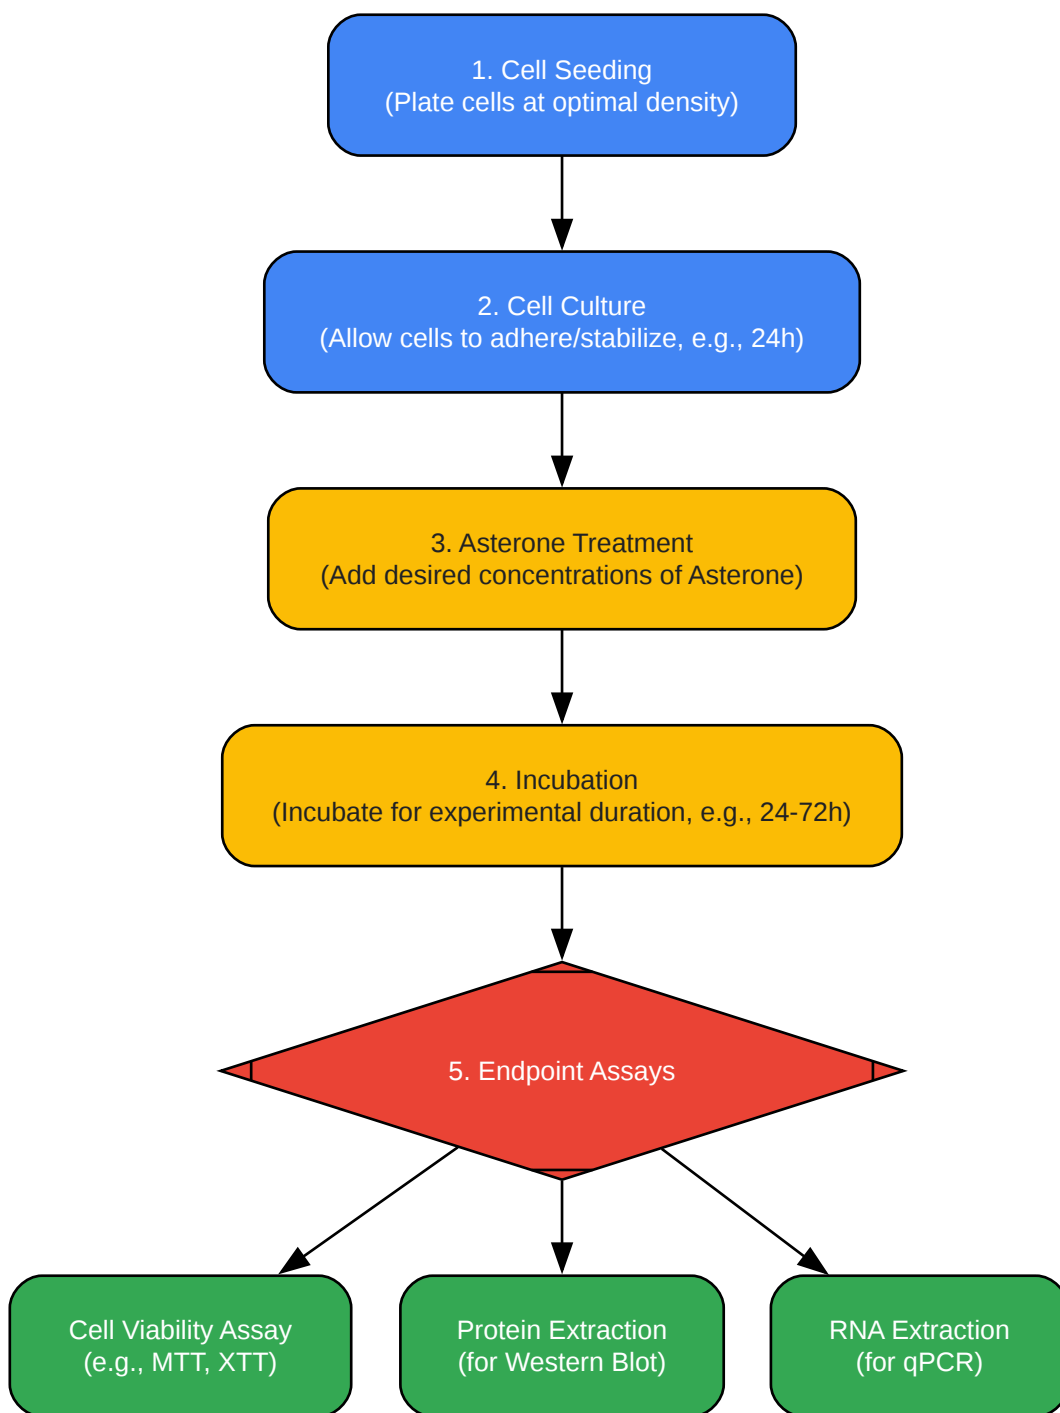 1. Cell Seeding
(Plate cells at optimal density)
2. Cell Culture
(Allow cells to adhere/stabilize, e.g., 24h)
3. Asterone Treatment
(Add desired concentrations of Asterone)
4. Incubation
(Incubate for experimental duration, e.g., 24-72h)
5. Endpoint Assays
Cell Viability Assay
(e.g., MTT, XTT)
Protein Extraction
(for Western Blot)
RNA Extraction
(for qPCR)